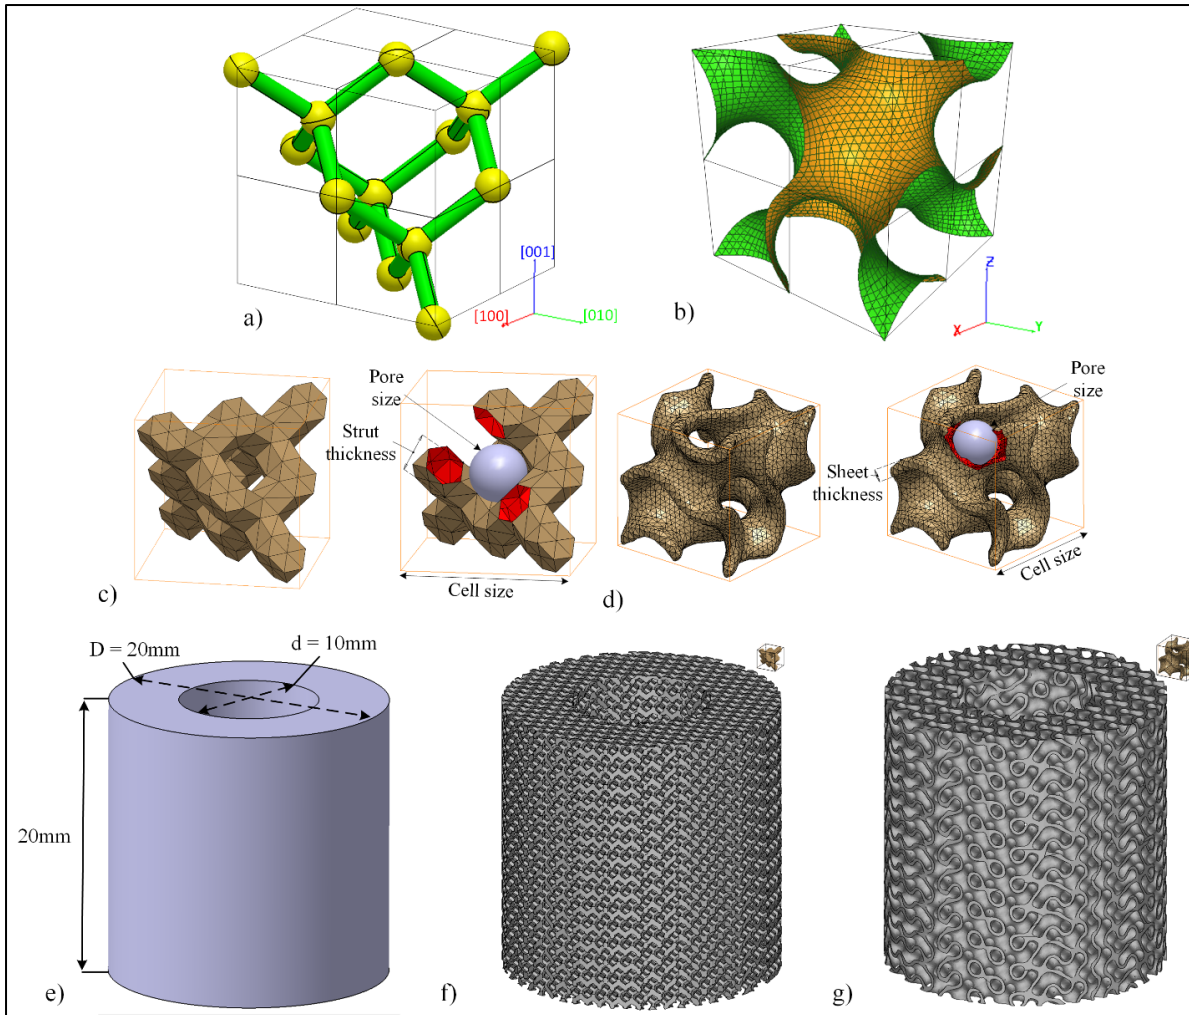 [001]
[100]
[010]
a)
Z
X
Y
b)
Pore
size
Strut
thickness
Cell size
c)
Pore
size
Sheet
thickness
Cell size
d)
D = 20mm
d = 10mm
20mm
e)
f)
g)